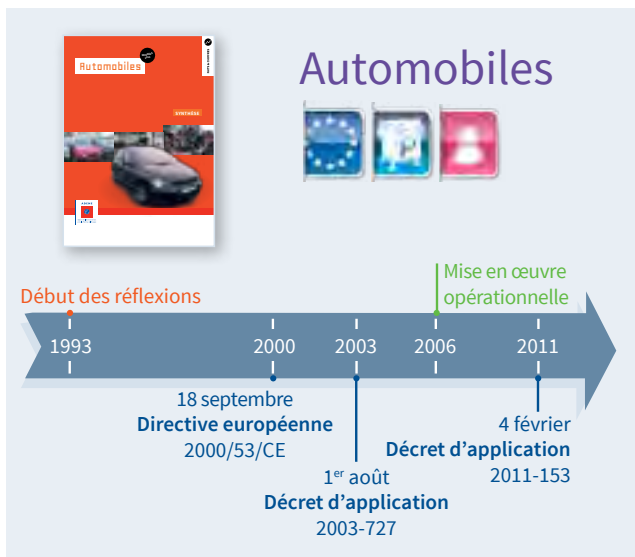 Automobiles
Automobiles
SYNTHÈSE
Début des réflexions
Mise en œuvre
opérationnelle
1993
2000
2003
2006
2011
18 septembre
Directive européenne
2000/53/CE
1er août
Décret d’application
2003-727
4 février
Décret d’application
2011-153